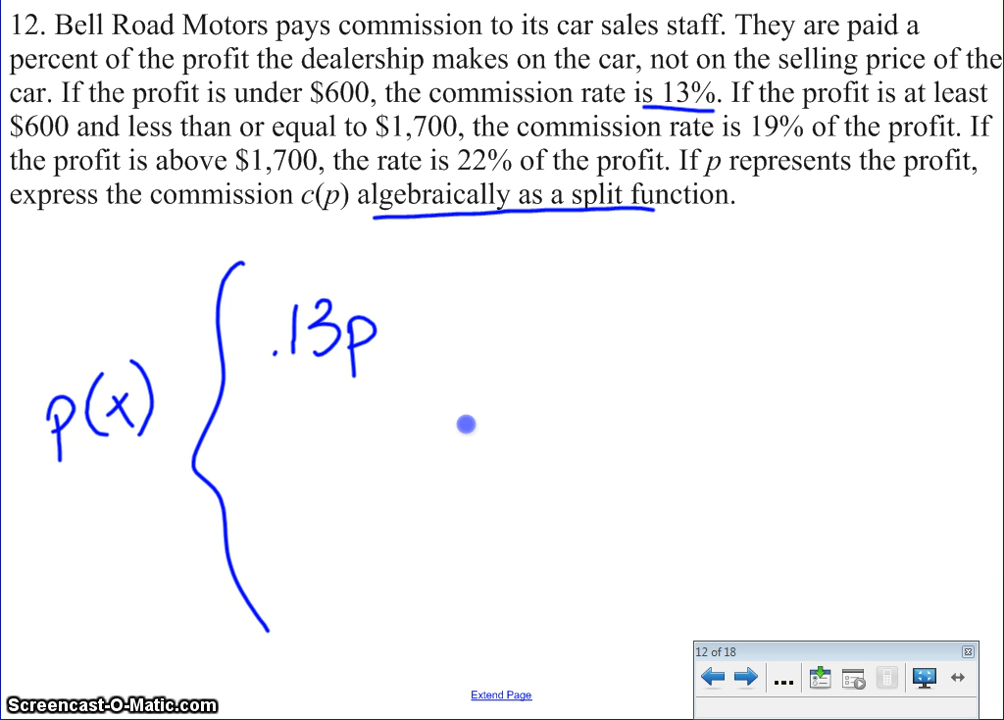 12. Bell Road Motors pays commission to its car sales staff. They are paid a
percent of the profit the dealership makes on the car, not on the selling price of the
car. If the profit is under $600, the commission rate is 13%. If the profit is at least
$600 and less than or equal to $1,700, the commission rate is 19% of the profit. If
the profit is above $1,700, the rate is 22% of the profit. If p represents the profit,
express the commission c(p) algebraically as a split function.
.13p
p(x)
12 of 18
Extend Page
Screencast-O-Matic.com